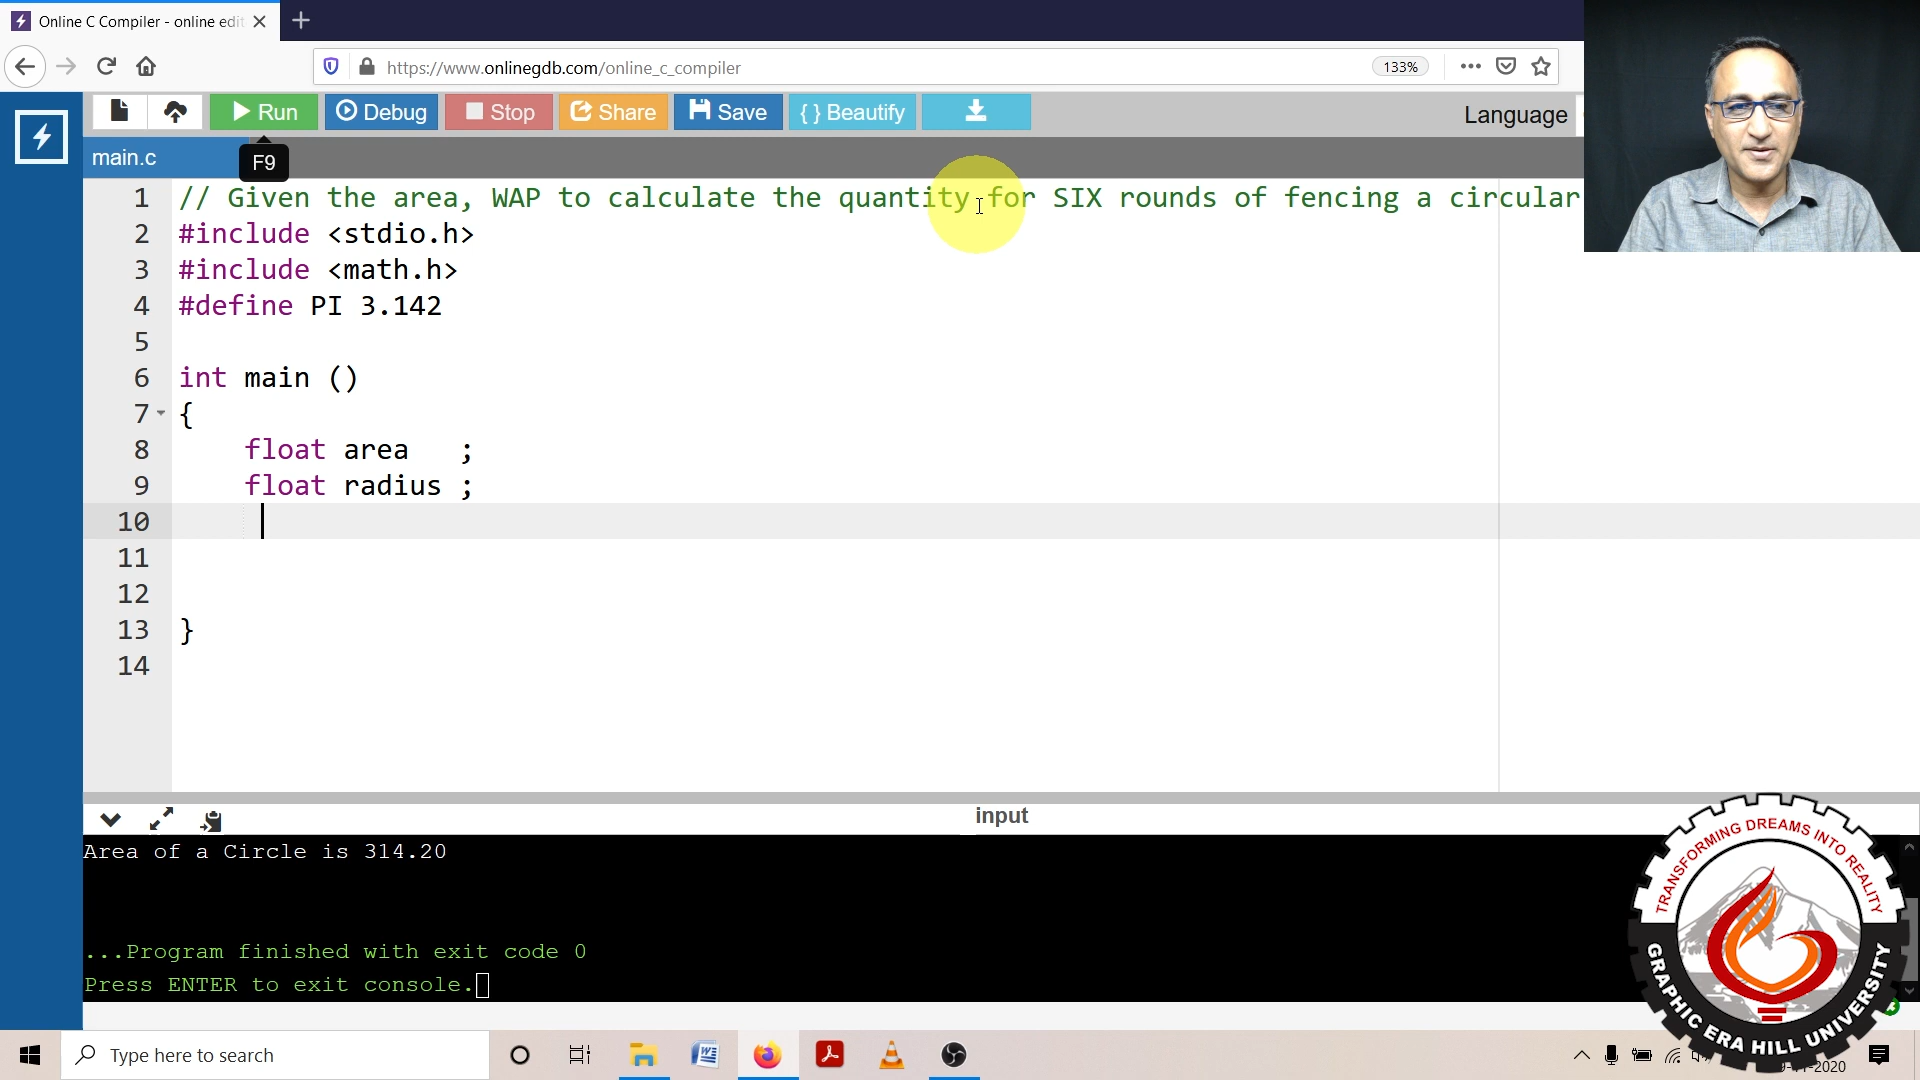 Online C Compiler - online edit
https://www.onlinegdb.com/online_c_compiler
133%
Run
Debug
Stop
Share
Save
{ } Beautify
Language
main.c
F9
1 // Given the area, WAP to calculate the quantity for SIX rounds of fencing a circular
2 #include <stdio.h>
3 #include <math.h>
4 #define PI 3.142
5
6 int main ()
7 {
8 float area ;
9 float radius ;
10
11
12
13 }
14
input
Area of a Circle is 314.20
...Program finished with exit code 0
Press ENTER to exit console.
TRANSFORMING DREAMS INTO REALITY
GRAPHIC ERA HILL UNIVERSITY
Type here to search
2020